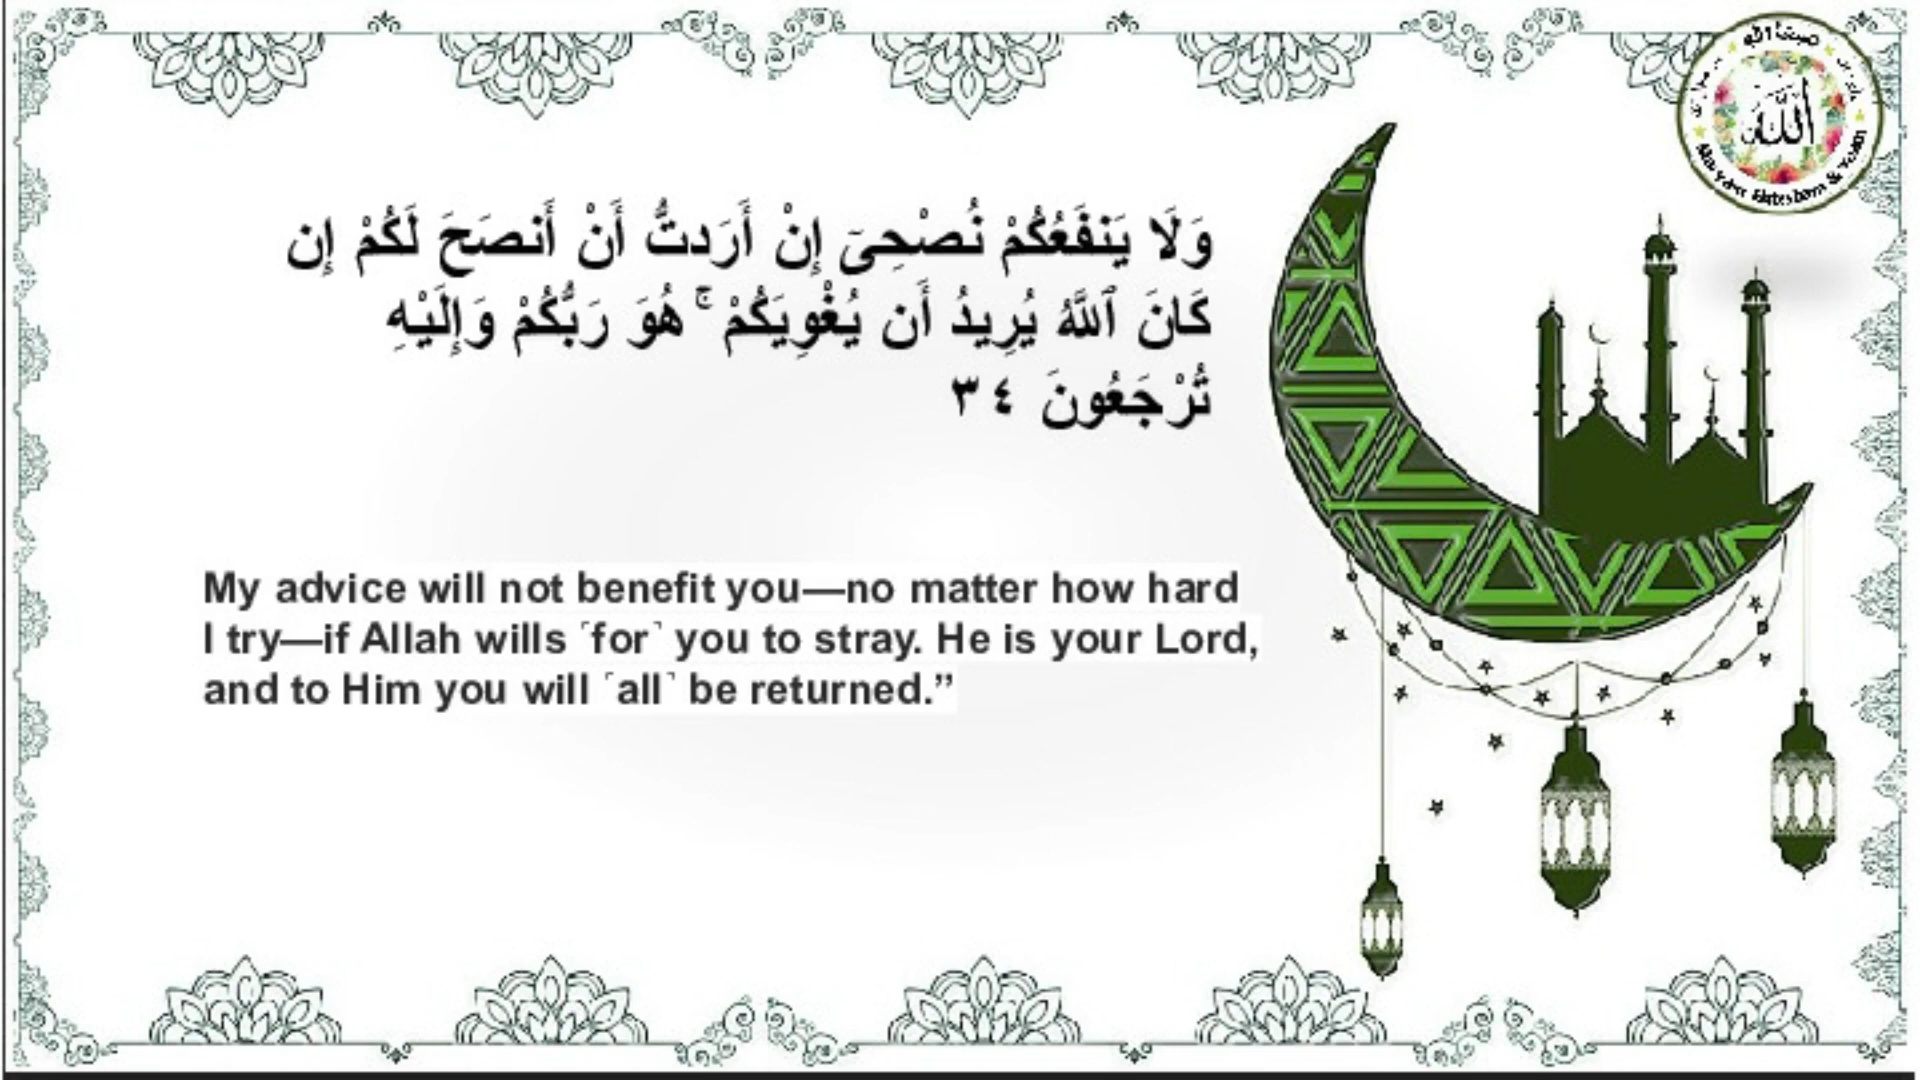 وَلَا يَنفَعُكُمْ نُصْحِىٓ إِنْ أَرَدتُّ أَنْ أَنصَحَ لَكُمْ إِن
كَانَ ٱللَّهُ يُرِيدُ أَن يُغْوِيَكُمْ ۚ هُوَ رَبُّكُمْ وَإِلَيْهِ
تُرْجَعُونَ ٣٤
My advice will not benefit you—no matter how hard
I try—if Allah wills ˹for˺ you to stray. He is your Lord,
and to Him you will ˹all˺ be returned.”
الله